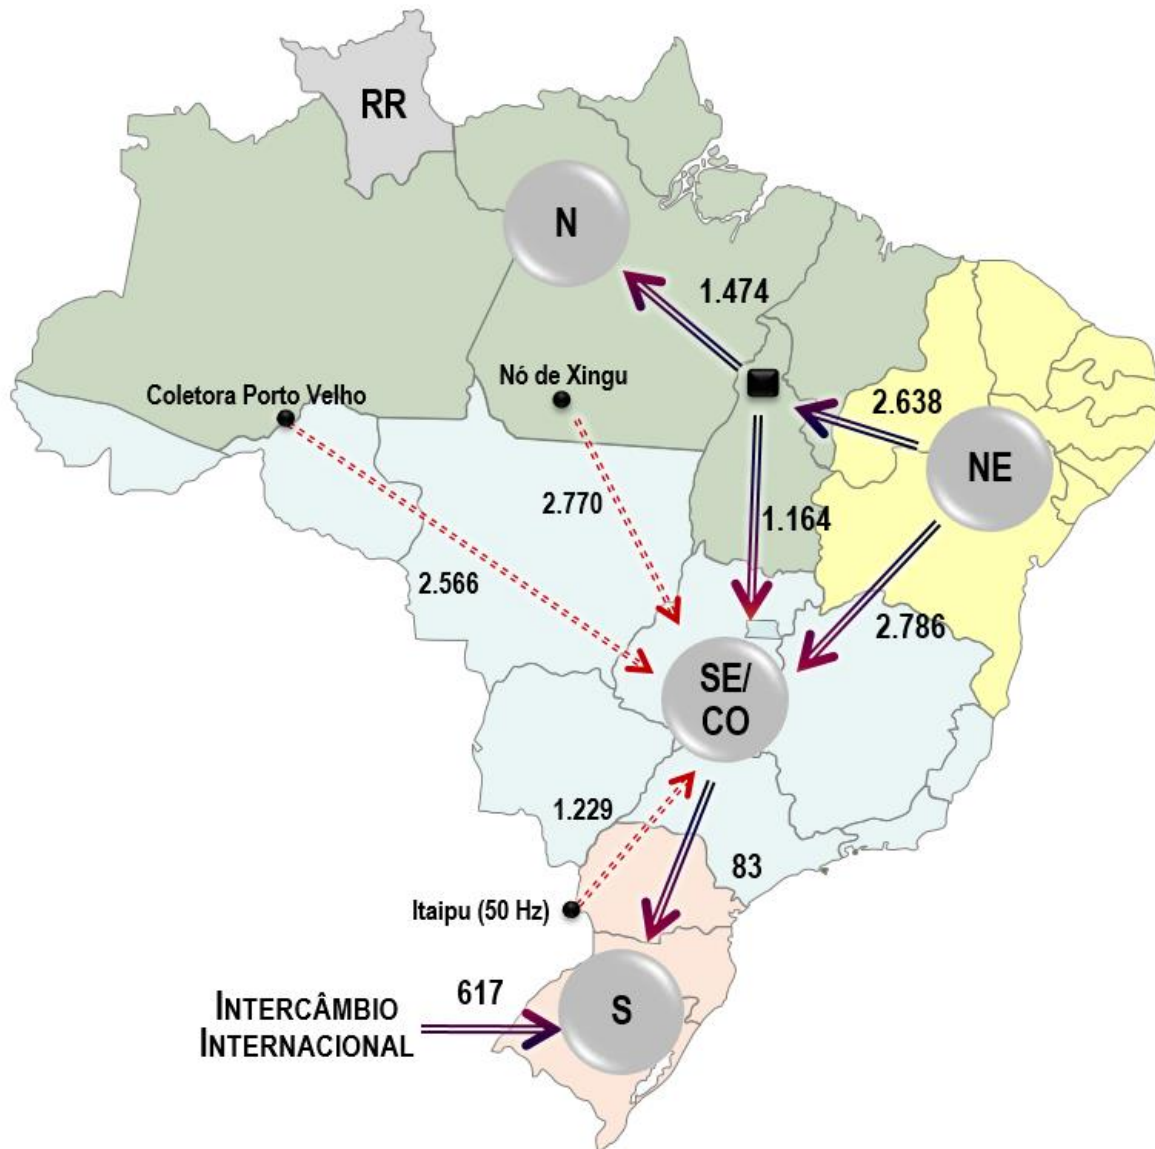 RR
N
1.474
Nó de Xingu
Coletora Porto Velho
2.638
NE
2.770
1.164
2.566
2.786
SE/
CO
1.229
83
Itaipu (50 Hz)
617
INTERCÂMBIO
INTERNACIONAL
S